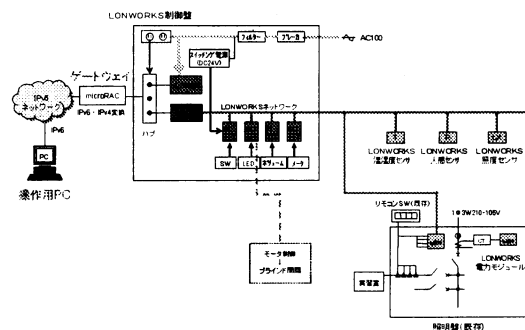 LONWORKS制御盤
フィルター
ブレーカ
AC100
スイッチング電源
(DC24V)
ゲートウェイ
LONWORKSネットワーク
IPv6
ネットワーク
microRAC
IPv6・IPv4変換
ハブ
IPv6
PC
操作用PC
SW
LED
ボリューム
メータ
LONWORKS
温湿度センサ
LONWORKS
人感センサ
LONWORKS
照度センサ
リモコンSW(既存)
1Φ3W210-105V
モータ制御
ブラインド開閉
CT
LONWORKS
電力モジュール
実習室
照明盤(既存)